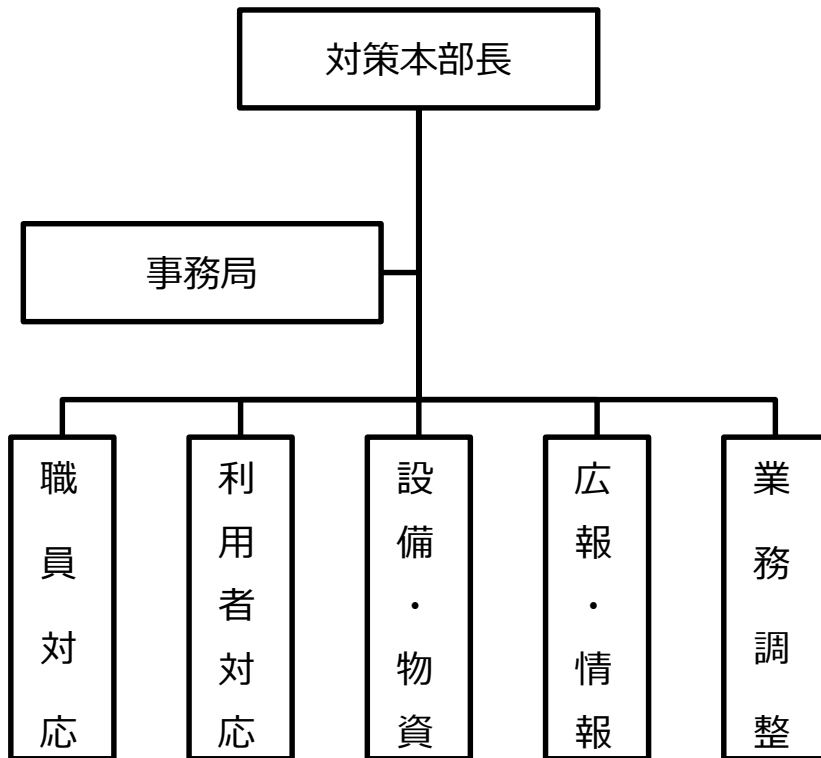 対策本部長
事務局
職員対応
利用者対応
設備・物資
広報・情報
業務調整